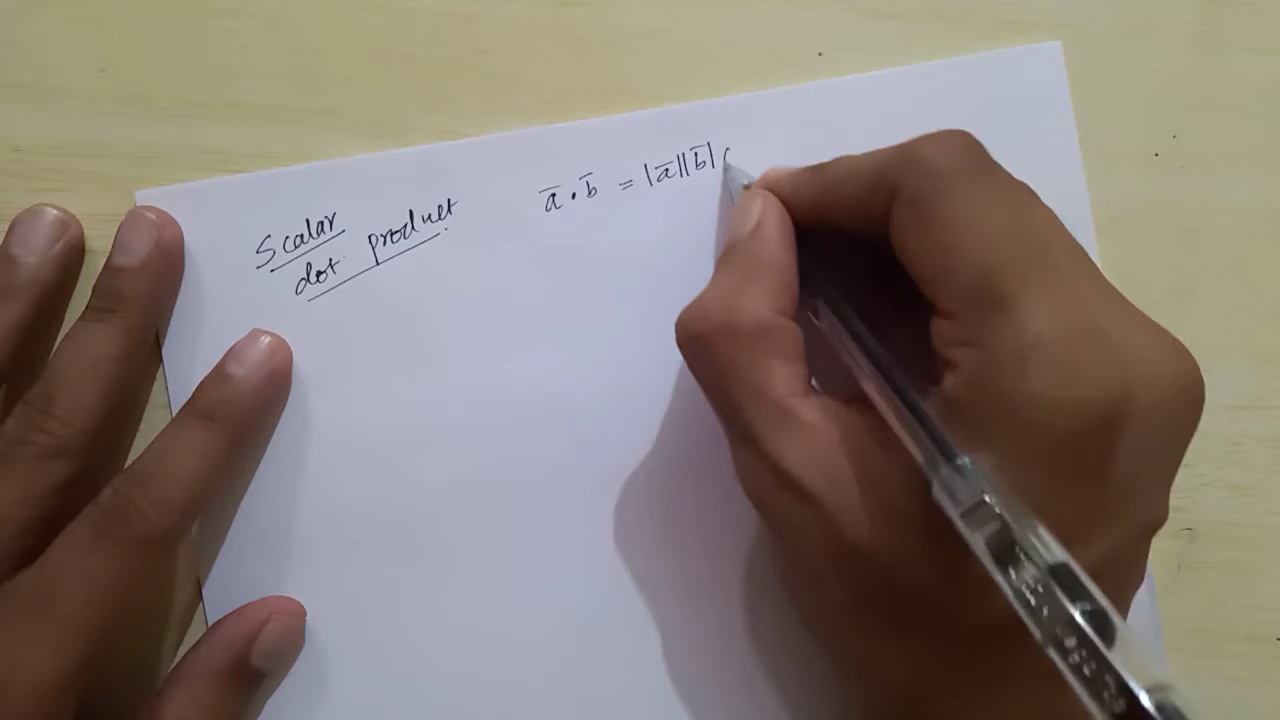 Scalar
dot product
a̅ . b̅ = |a̅||b̅| c